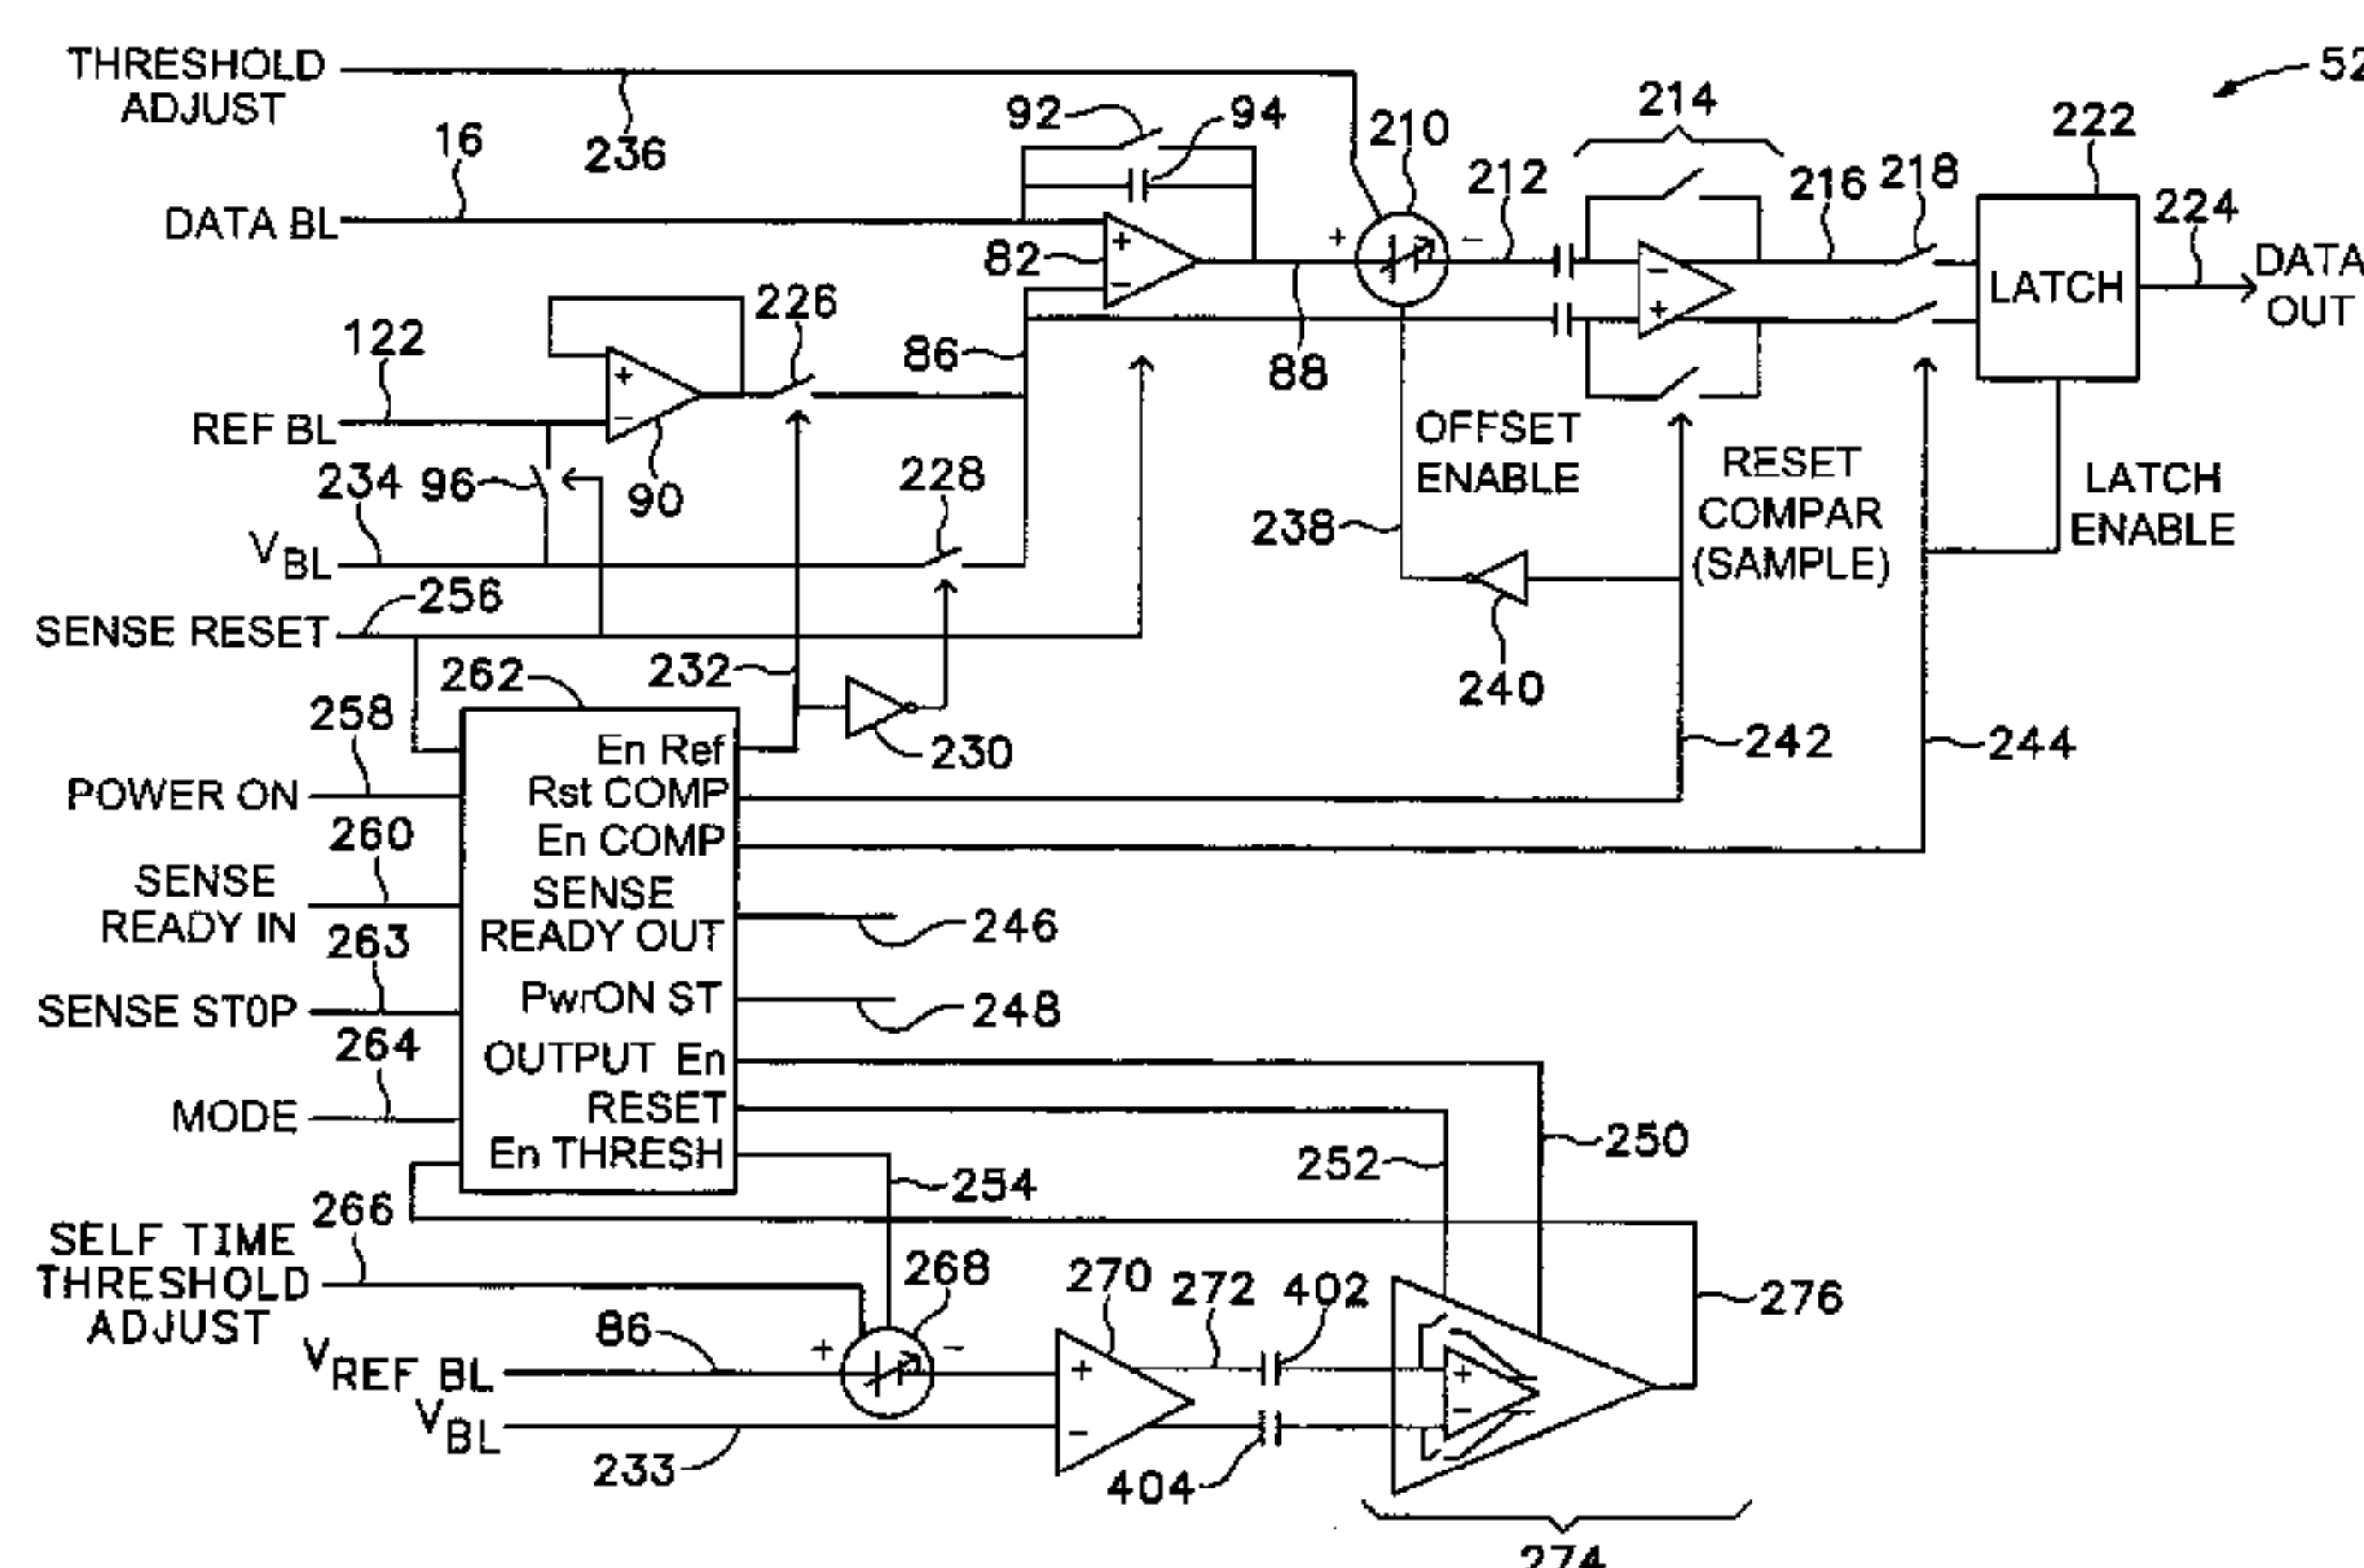 THRESHOLD
ADJUST
236
52
16
DATA BL
92
94
210
212
214
216
218
222
224
82
+
-
+
-
-
+
LATCH
DATA
OUT
88
226
122
86
REF BL
+
-
90
96
234
V BL
228
OFFSET
ENABLE
238
240
RESET
COMPAR
(SAMPLE)
LATCH
ENABLE
SENSE RESET
256
232
230
242
244
262
258
POWER ON
260
SENSE
READY IN
263
SENSE ST0P
264
MODE
En Ref
Rst COMP
En COMP
SENSE
READY OUT
PwrON ST
OUTPUT En
RESET
En THRESH
246
248
250
252
254
266
SELF TIME
THRESHOLD
ADJUST
268
270
272
402
276
V REF BL
86
+
-
+
-
+
-
V BL
233
404
274